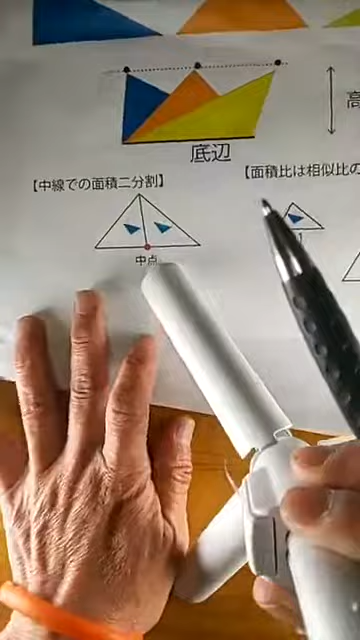 高
底辺
【中線での面積二分割】
【面積比は相似比の
中点
1